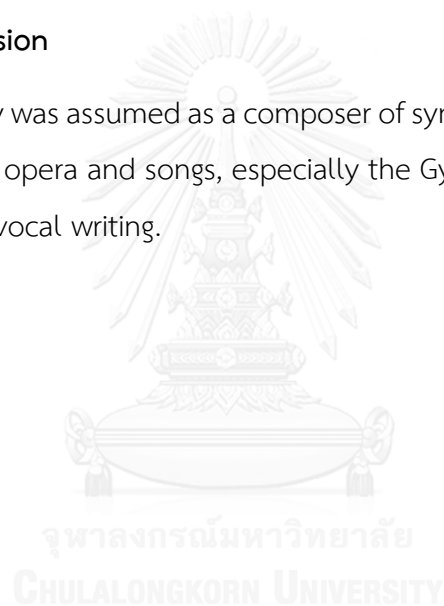 sion
y was assumed as a composer of syn
opera and songs, especially the Gy
vocal writing.
จุฬาลงกรณ์มหาวิทยาลัย
CHULALONGKORN UNIVERSITY